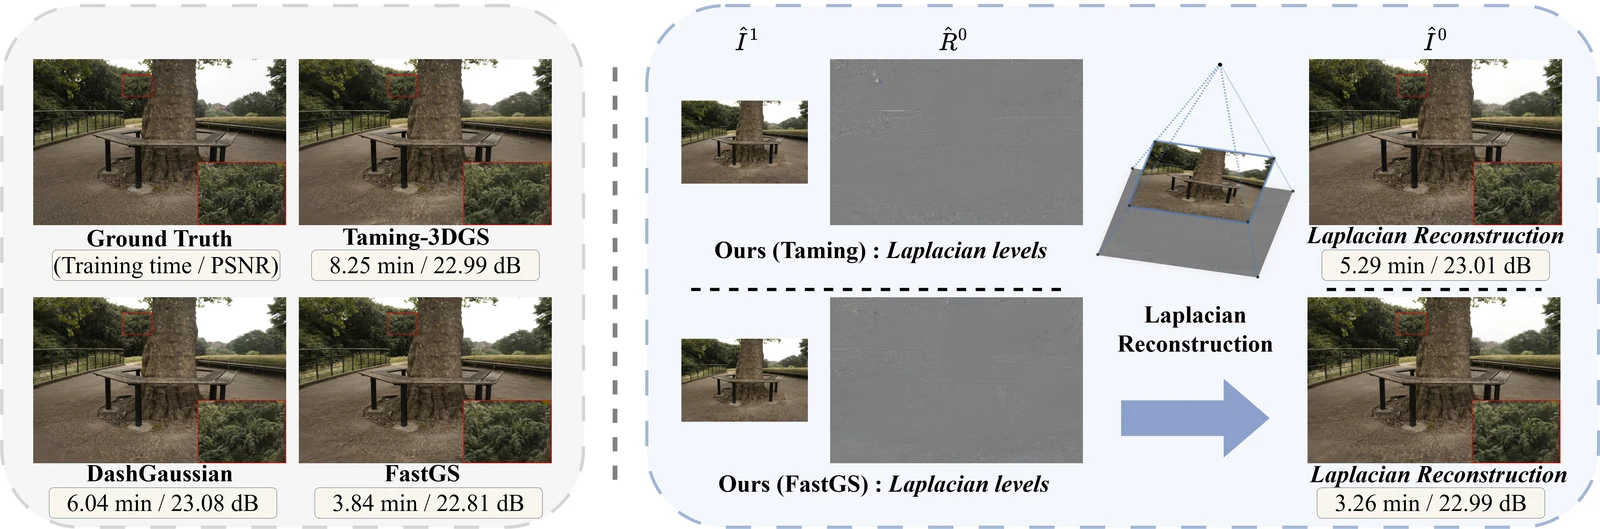 Ground Truth
(Training time / PSNR)
Taming-3DGS
8.25 min / 22.99 dB
DashGaussian
6.04 min / 23.08 dB
FastGS
3.84 min / 22.81 dB
Î¹
R̂⁰
Î⁰
Ours (Taming) : Laplacian levels
Laplacian Reconstruction
5.29 min / 23.01 dB
Laplacian
Reconstruction
Ours (FastGS) : Laplacian levels
Laplacian Reconstruction
3.26 min / 22.99 dB